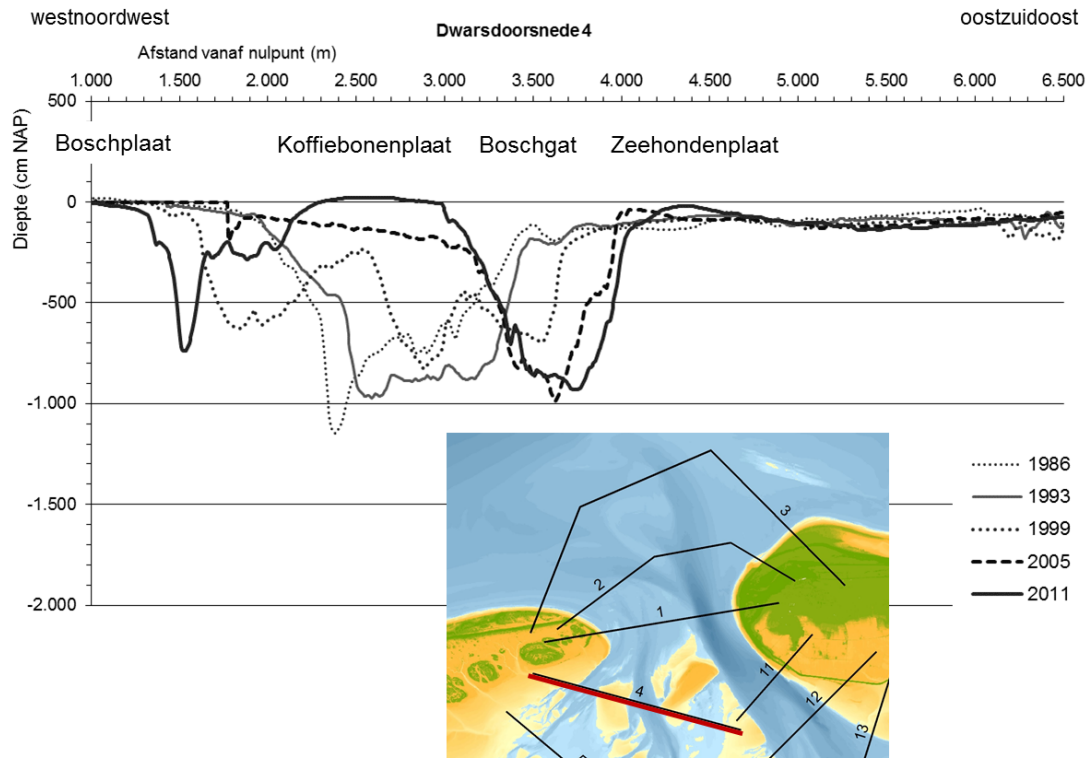 westnoordwest
oostzuidoost
Dwarsdoorsnede 4
Afstand vanaf nulpunt (m)
1.000 1.500 2.000 2.500 3.000 3.500 4.000 4.500 5.000 5.500 6.000 6.500
Diepte (cm NAP)
500
Boschplaat Koffiebonenplaat Boschgat Zeehondenplaat
0
-500
-1.000
-1.500
-2.000
1986
1993
1999
2005
2011
3
2
1
4
11
12
13